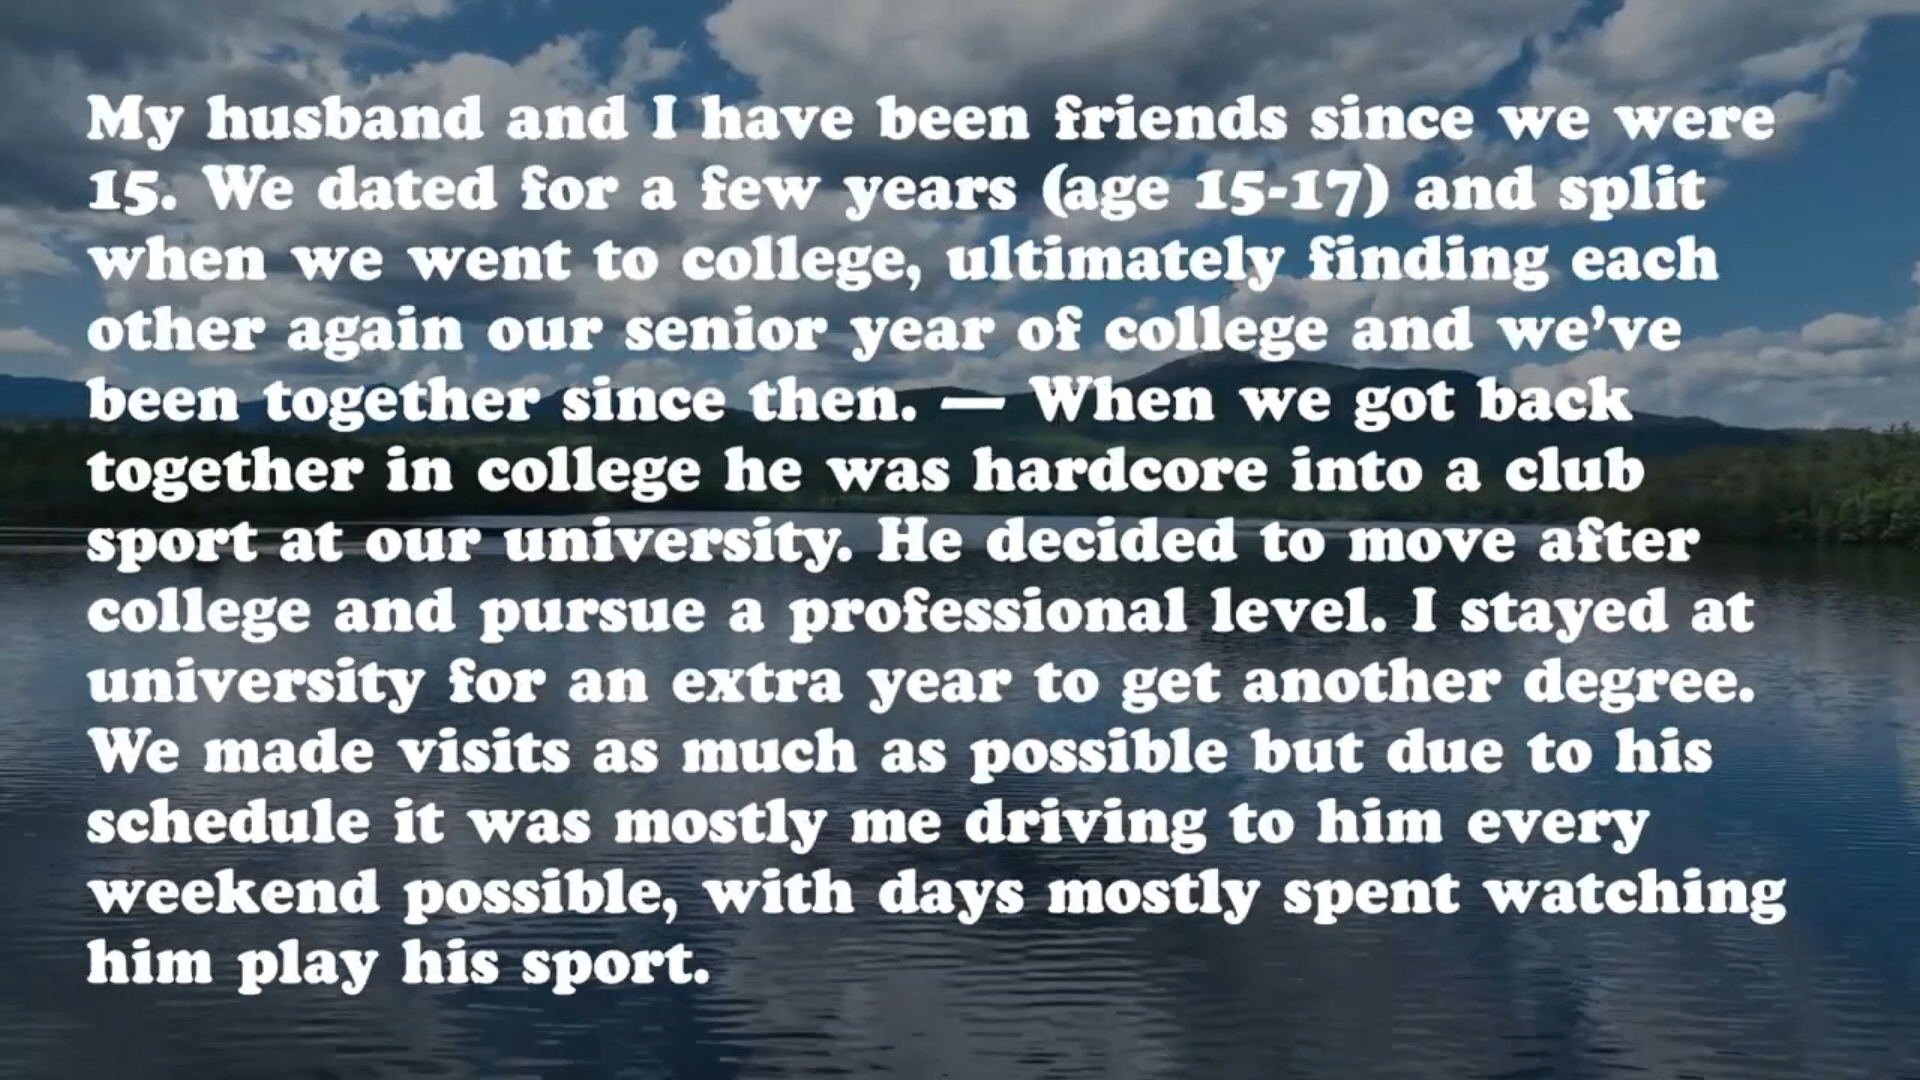 My husband and I have been friends since we were
15. We dated for a few years (age 15-17) and split
when we went to college, ultimately finding each
other again our senior year of college and we’ve
been together since then. — When we got back
together in college he was hardcore into a club
sport at our university. He decided to move after
college and pursue a professional level. I stayed at
university for an extra year to get another degree.
We made visits as much as possible but due to his
schedule it was mostly me driving to him every
weekend possible, with days mostly spent watching
him play his sport.